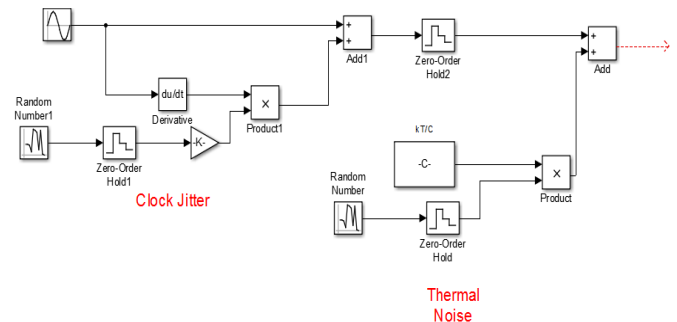 +
+
Add1
Zero-Order
Hold2
+
+
Add
du/dt
Derivative
×
Product1
Random
Number1
Zero-Order
Hold1
-K-
Clock Jitter
kT/C
-C-
×
Product
Random
Number
Zero-Order
Hold
Thermal
Noise